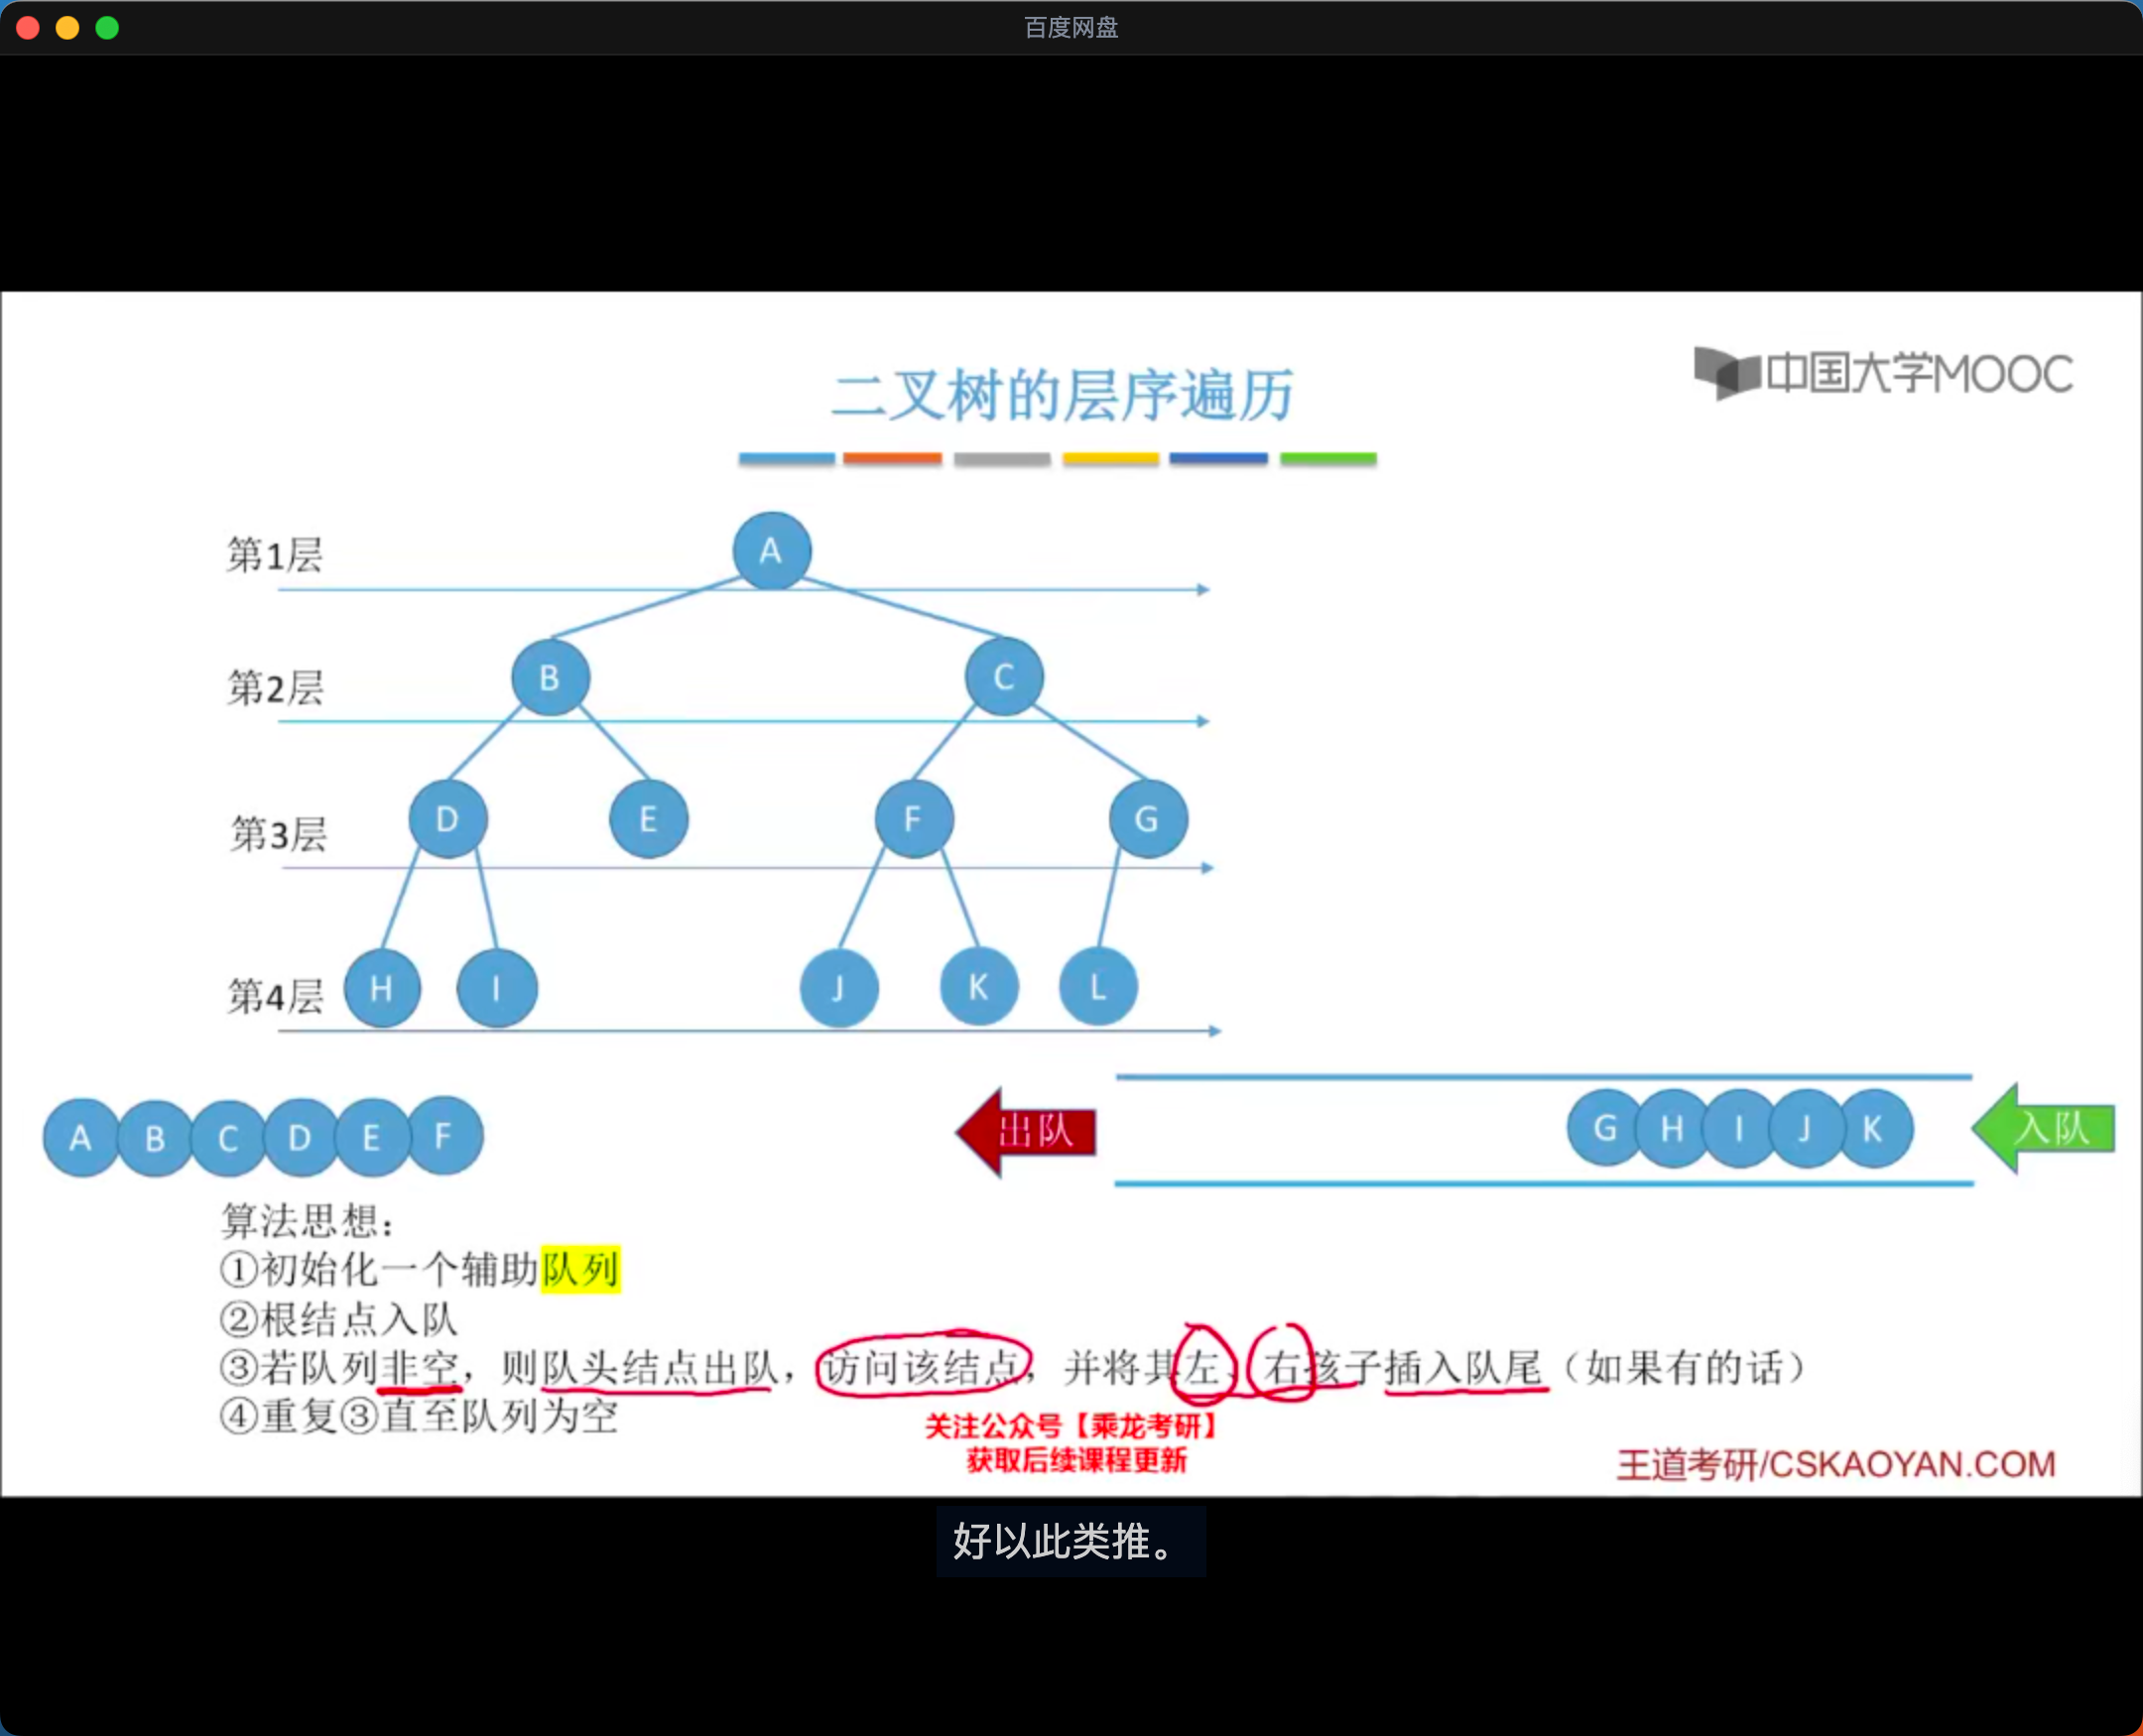 百度网盘
二叉树的层序遍历
中国大学MOOC
第1层
A
第2层
B C
第3层
D E F G
第4层
H I J K L
A B C D E F
出队
G H I J K
入队
算法思想：
①初始化一个辅助队列
②根结点入队
③若队列非空，则队头结点出队，访问该结点，并将其左、右孩子插入队尾（如果有的话）
④重复③直至队列为空
关注公众号【乘龙考研】
获取后续课程更新
王道考研/CSKAOYAN.COM
好以此类推。